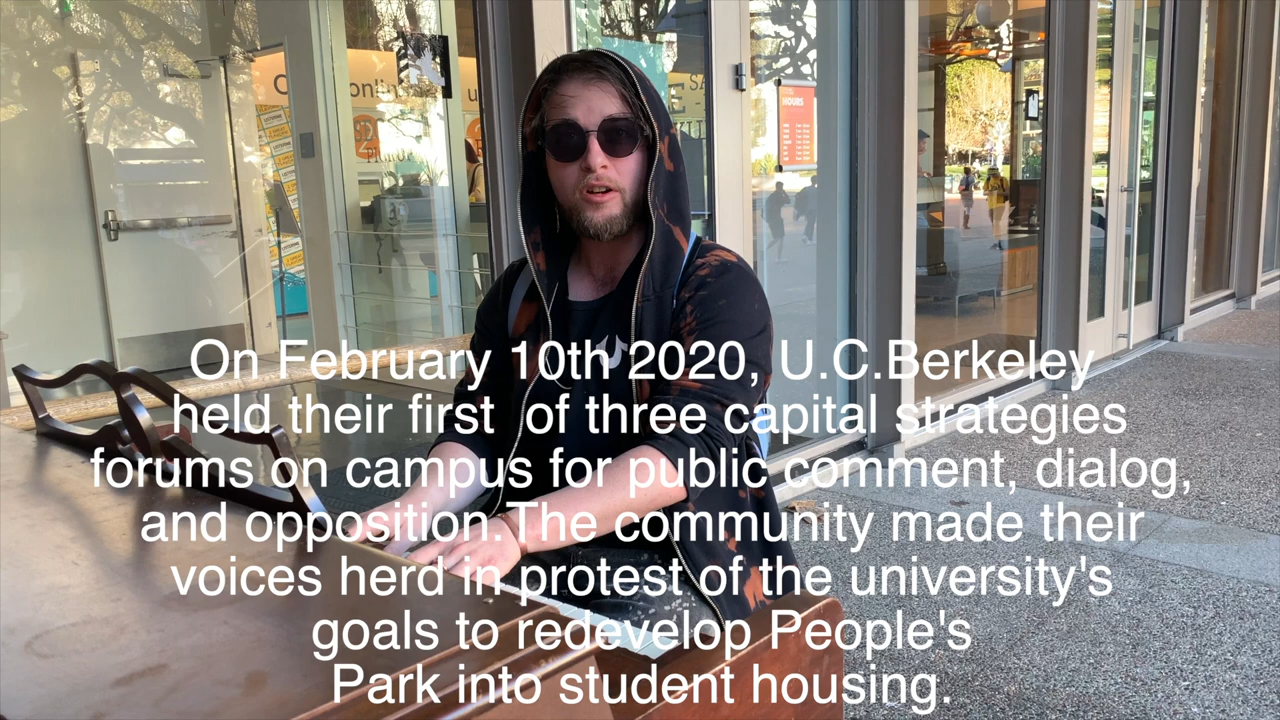 online
HOURS
On February 10th 2020, U.C.Berkeley
held their first  of three capital strategies
forums on campus for public comment, dialog,
and opposition.The community made their
voices herd in protest of the university's
goals to redevelop People's
Park into student housing.